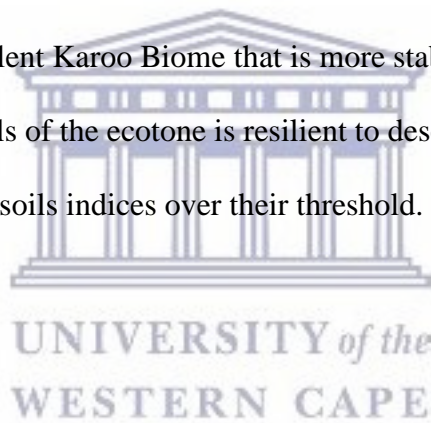 lent Karoo Biome that is more stab
ls of the ecotone is resilient to des
soils indices over their threshold.
UNIVERSITY of the
WESTERN CAPE